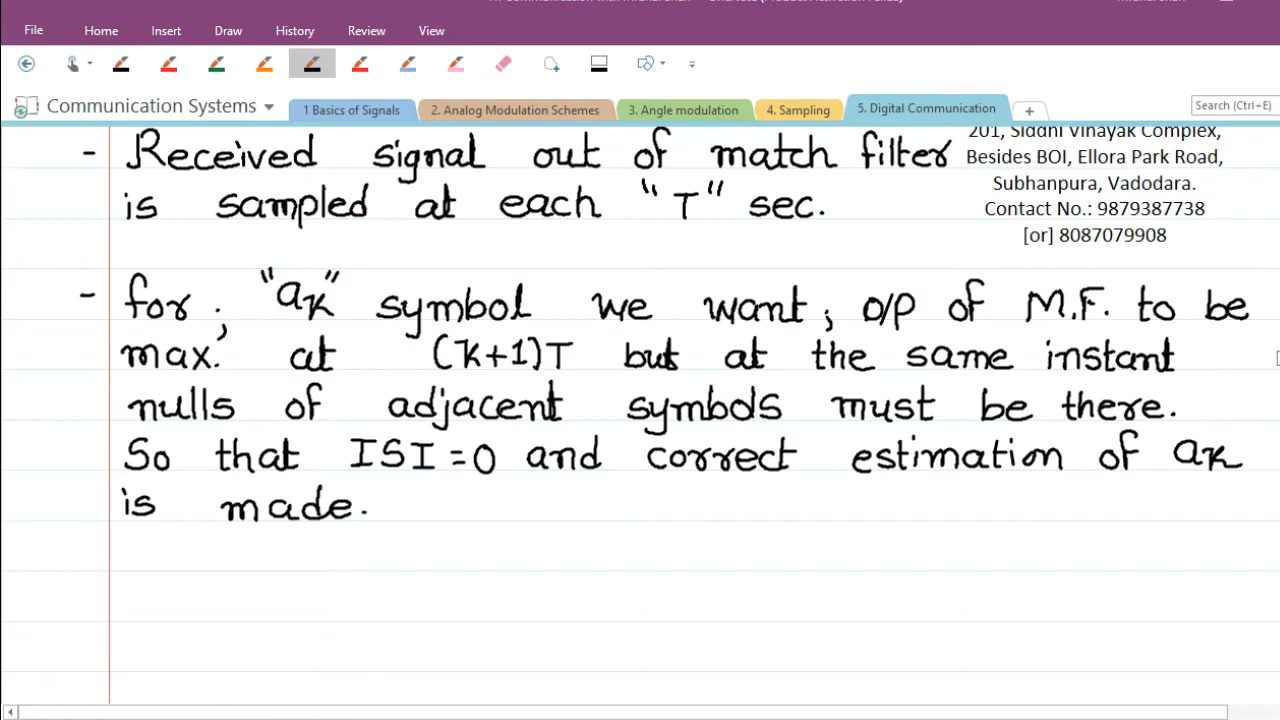 File Home Insert Draw History Review View
Communication Systems 1 Basics of Signals 2. Analog Modulation Schemes 3. Angle modulation 4. Sampling 5. Digital Communication + Search (Ctrl+E)
201, Siddhi Vinayak Complex,
Besides BOI, Ellora Park Road,
Subhanpura, Vadodara.
Contact No.: 9879387738
[or] 8087079908
- Received signal out of match filter
is sampled at each "T" sec.
- for ; "aK" symbol we want ; o/p of M.F. to be
max. at (K+1)T but at the same instant
nulls of adjacent symbols must be there.
So that ISI = 0 and correct estimation of aK
is made.